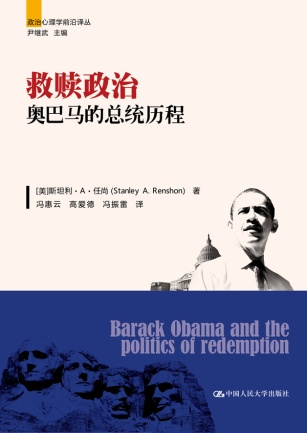 政治心理学前沿译丛
尹继武 主编
救赎政治
奥巴马的总统历程
[美]斯坦利·A·任尚 (Stanley A. Renshon) 著
冯惠云 高爱德 冯振雷 译
Barack Obama and the
politics of redemption
中国人民大学出版社